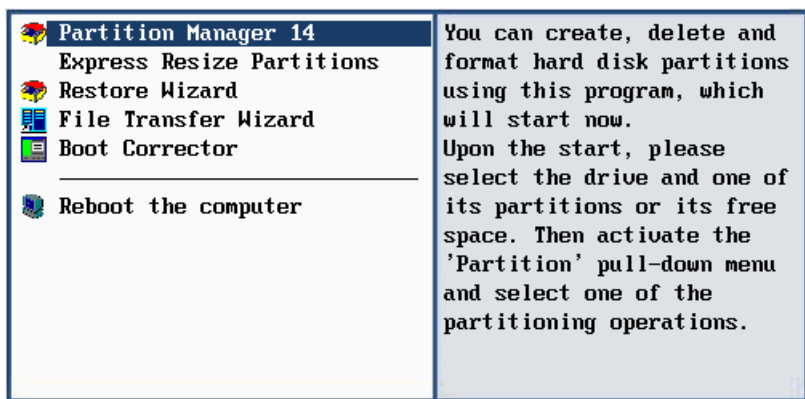 Partition Manager 14
Express Resize Partitions
Restore Wizard
File Transfer Wizard
Boot Corrector
Reboot the computer
You can create, delete and
format hard disk partitions
using this program, which
will start now.
Upon the start, please
select the drive and one of
its partitions or its free
space. Then activate the
'Partition' pull-down menu
and select one of the
partitioning operations.